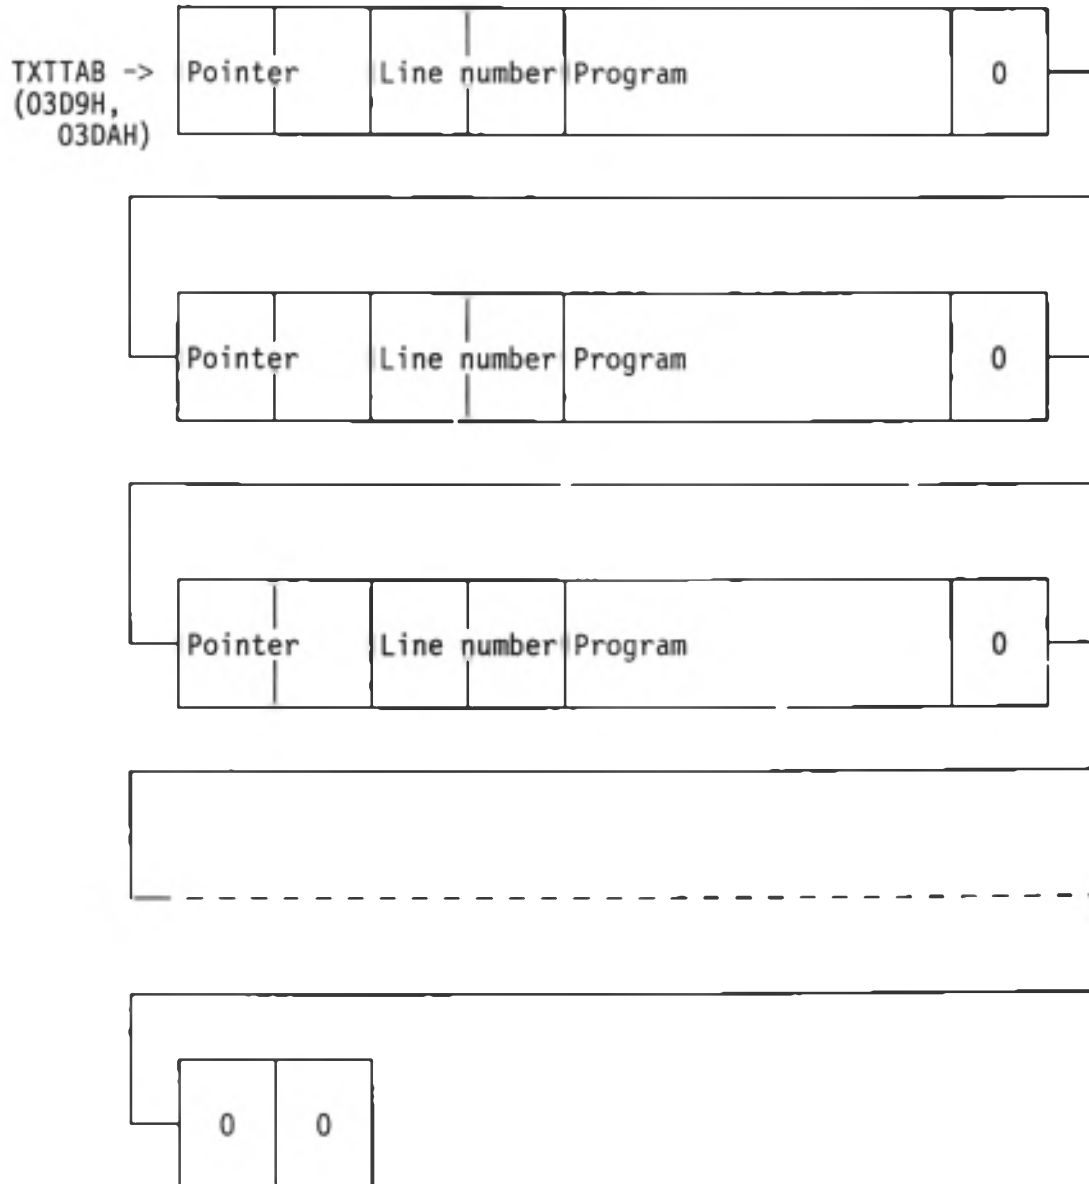 TXTTAB -> Pointer Line number Program 0
(03D9H,
03DAH)
Pointer Line number Program 0
Pointer Line number Program 0
0 0